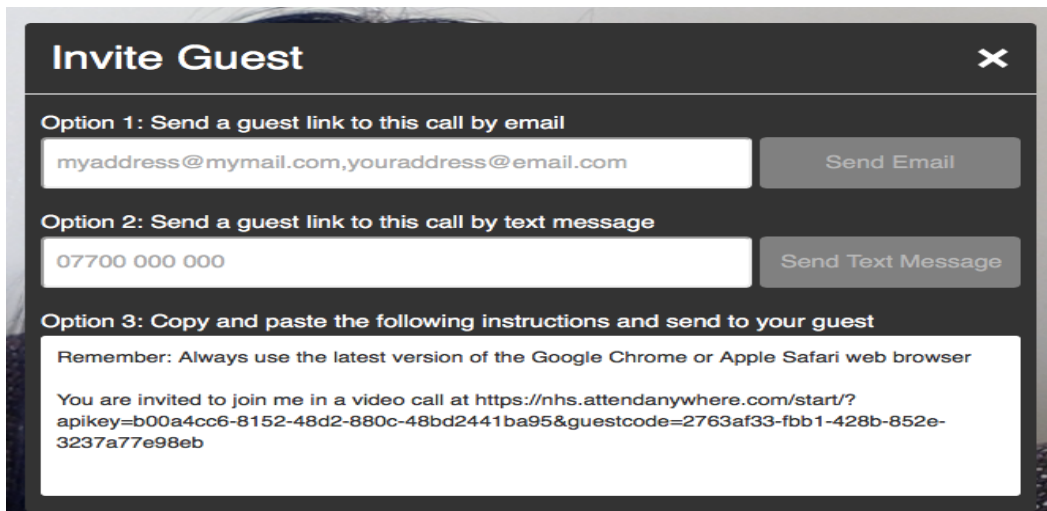 Invite Guest
Option 1: Send a guest link to this call by email
myaddress@mymail.com,youraddress@email.com
Send Email
Option 2: Send a guest link to this call by text message
07700 000 000
Send Text Message
Option 3: Copy and paste the following instructions and send to your guest
Remember: Always use the latest version of the Google Chrome or Apple Safari web browser
You are invited to join me in a video call at https://nhs.attendanywhere.com/start/?
apikey=b00a4cc6-8152-48d2-880c-48bd2441ba95&guestcode=2763af33-fbb1-428b-852e-
3237a77e98eb